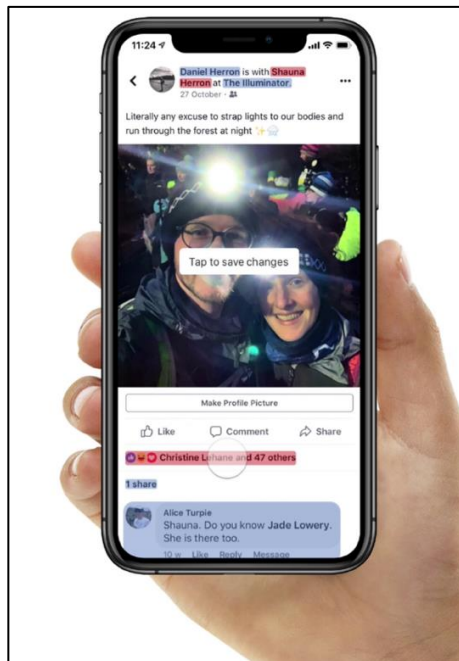 11:24
Daniel Herron is with Shauna
Herron at The Illuminator.
27 October
Literally any excuse to strap lights to our bodies and
run through the forest at night ✨🌧️
Tap to save changes
Make Profile Picture
Like Comment Share
Christine Lehane and 47 others
1 share
Alice Turpie
Shauna. Do you know Jade Lowery.
She is there too.
10 w Like Reply Message